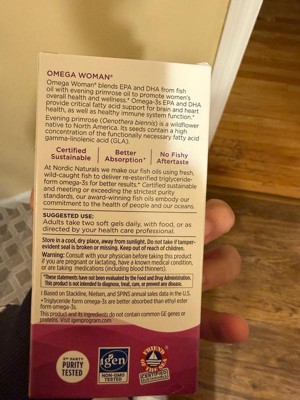 OMEGA WOMAN®
Omega Woman® blends EPA and DHA from fish
oil with evening primrose oil to promote women's
overall health and wellness.* Omega-3s EPA and DHA
provide critical fatty acid support for brain and heart
health, as well as healthy immune system function.*
Evening primrose (Oenothera biennis) is a wildflower
native to North America. Its seeds contain a high
concentration of the functionally necessary fatty acid
gamma-linolenic acid (GLA).
Certified Sustainable
Better Absorption†
No Fishy Aftertaste
At Nordic Naturals we make our fish oils using fresh,
wild-caught fish to deliver re-esterified triglyceride-
form omega-3s for better results.* Certified sustainable
and meeting or exceeding the strictest purity
standards, our award-winning fish oils embody our
commitment to the health of people and our oceans.
SUGGESTED USE:
Adults take two soft gels daily, with food, or as
directed by your health care professional.
Store in a cool, dry place, away from sunlight. Do not take if tamper-
evident seal is broken or missing. Keep out of reach of children.
Warning: Consult with your physician before using this product
if you are pregnant or lactating, have a known medical condition,
or are taking medications (including blood thinners).
*These statements have not been evaluated by the Food and Drug Administration.
This product is not intended to diagnose, treat, cure, or prevent any disease.
‡ Based on Stackline, Nielsen, and SPINS annual sales data in the U.S.
†Triglyceride form omega-3s are better absorbed than ethyl ester
form omega-3s.
This product and its ingredients do not contain common GE genes or
proteins. Visit igenprogram.com
3RD PARTY
PURITY
TESTED
igen
NON-GMO
TESTED
FRIEND
OF THE SEA